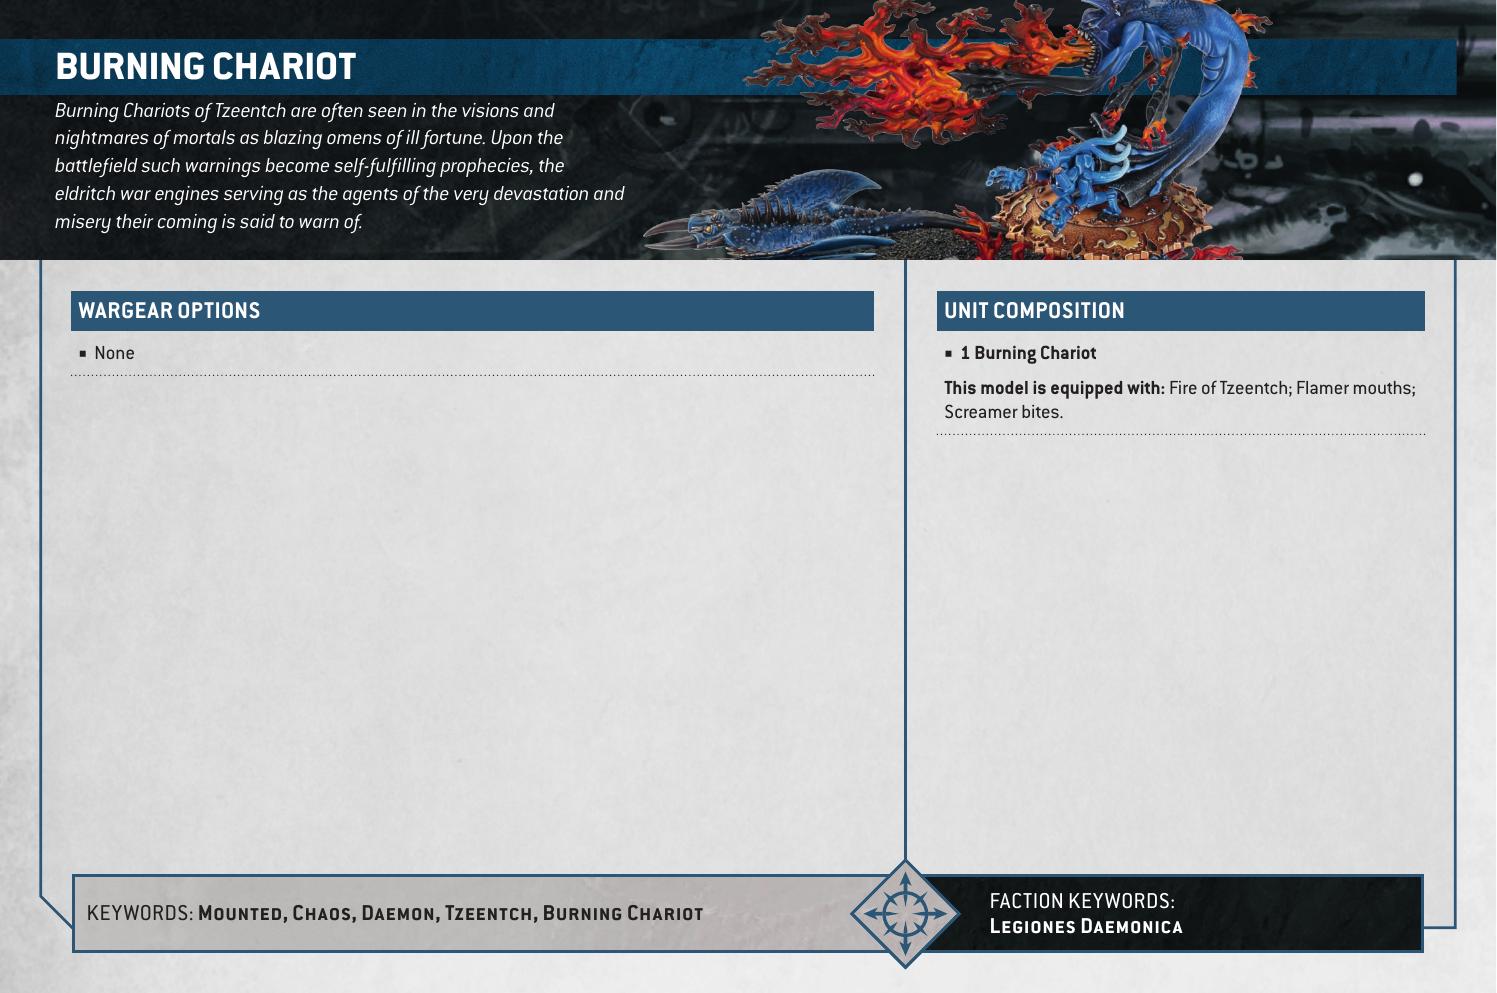 BURNING CHARIOT
Burning Chariots of Tzeentch are often seen in the visions and
nightmares of mortals as blazing omens of ill fortune. Upon the
battlefield such warnings become self-fulfilling prophecies, the
eldritch war engines serving as the agents of the very devastation and
misery their coming is said to warn of.
WARGEAR OPTIONS
▪ None
UNIT COMPOSITION
▪ 1 Burning Chariot
This model is equipped with: Fire of Tzeentch; Flamer mouths;
Screamer bites.
KEYWORDS: Mounted, Chaos, Daemon, Tzeentch, Burning Chariot
FACTION KEYWORDS:
Legiones Daemonica